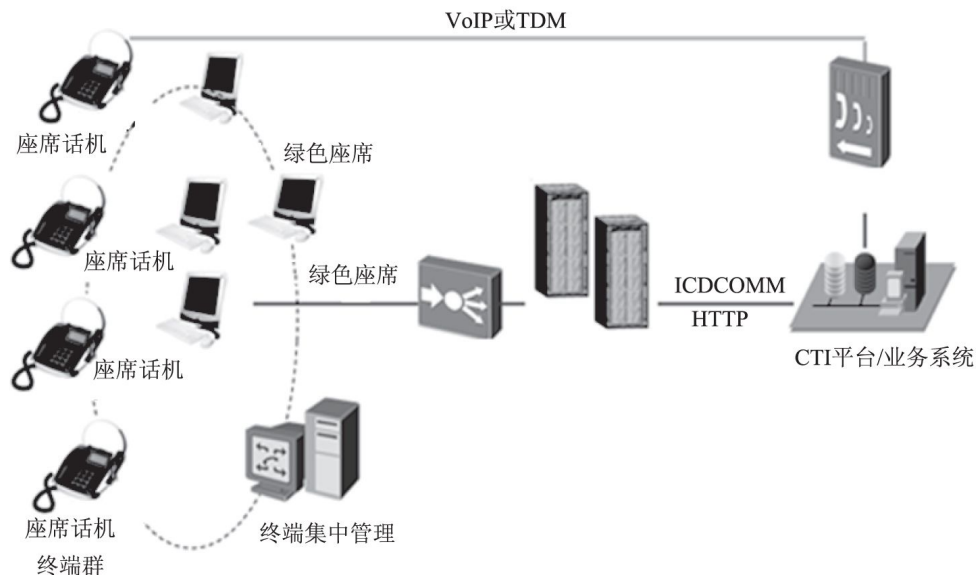 VoIP或TDM
座席话机
绿色座席
座席话机
绿色座席
ICDCOMM
HTTP
座席话机
CTI平台/业务系统
座席话机
终端集中管理
终端群